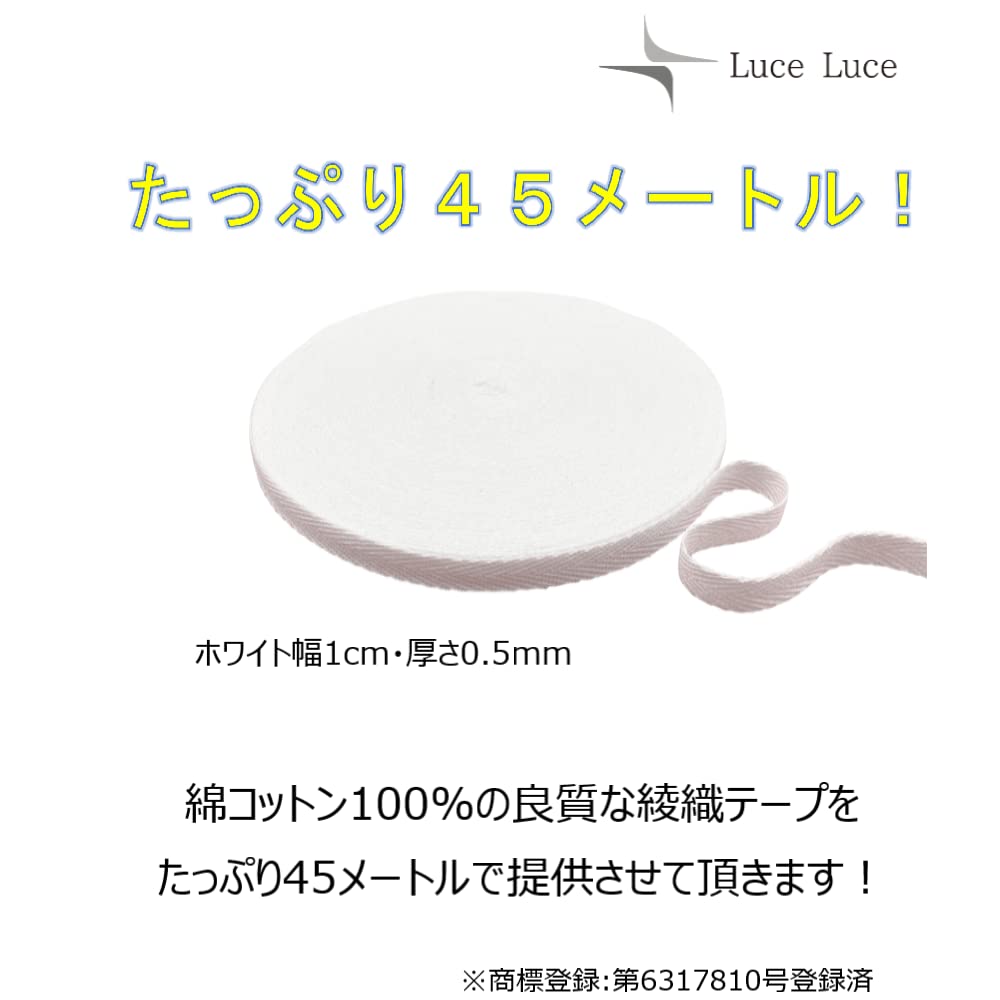 Luce Luce
たっぷり４５メートル！
ホワイト幅1cm・厚さ0.5mm
綿コットン100%の良質な綾織テープを
たっぷり45メートルで提供させて頂きます！
※商標登録:第6317810号登録済